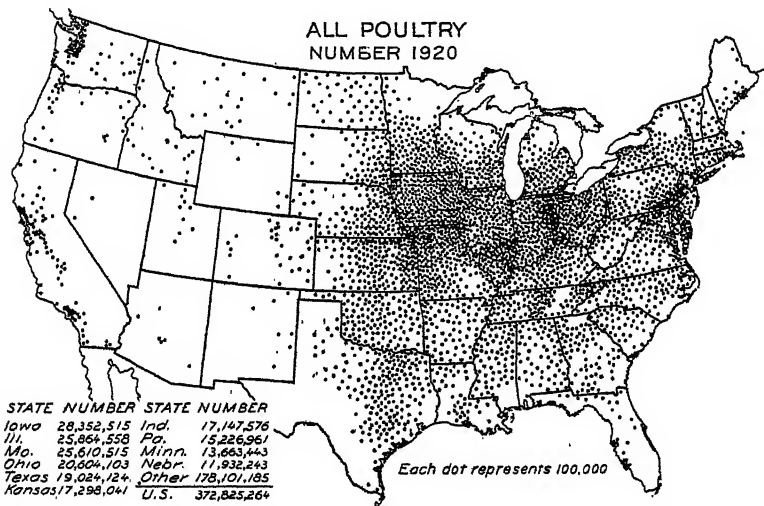 ALL POULTRY
NUMBER 1920
STATE NUMBER STATE NUMBER
Iowa 28,352,515 Ind. 17,147,576
Ill. 25,864,558 Pa. 15,226,961
Mo. 25,610,515 Minn. 13,663,443
Ohio 20,604,103 Nebr. 11,932,243
Texas 19,024,124 Other 178,101,185
Kansas 17,298,041 U.S. 372,825,264
Each dot represents 100,000